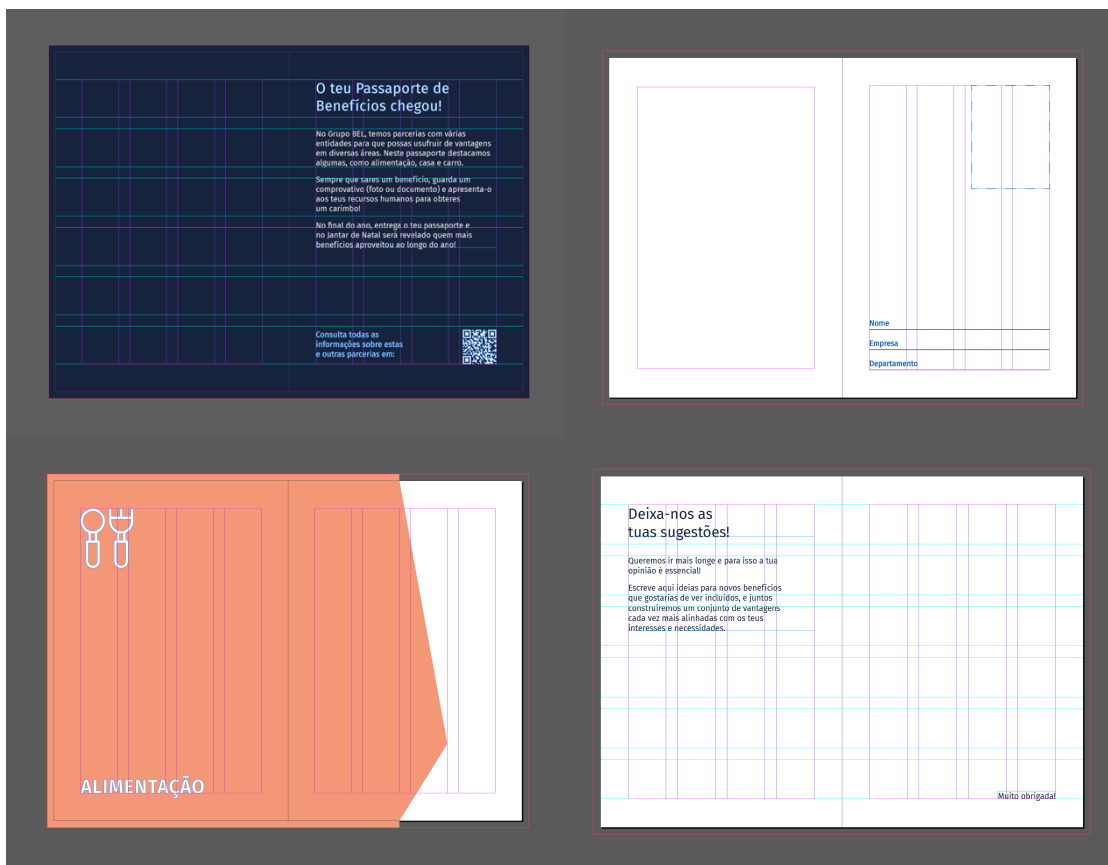 O teu Passaporte de
Benefícios chegou!
No Grupo BEL, temos parcerias com várias
entidades para que possas usufruir de vantagens
em diversas áreas. Neste passaporte destacamos
algumas, como alimentação, casa e carro.
Sempre que sares um benefício, guarda um
comprovativo (foto ou documento) e apresenta-o
aos teus recursos humanos para obteres
um carimbo!
No final do ano, entrega o teu passaporte e
no Jantar de Natal será revelado quem mais
benefícios aproveitou ao longo do ano!
Consulta todas as
informações sobre estas
e outras parcerias em:
Nome
Empresa
Departamento
ALIMENTAÇÃO
Deixa-nos as
tuas sugestões!
Queremos ir mais longe e para isso a tua
opinião é essencial!
Escreve aqui ideias para novos benefícios
que gostarias de ver incluídos, e juntos
construiremos um conjunto de vantagens
cada vez mais alinhadas com os teus
interesses e necessidades.
Muito obrigada!